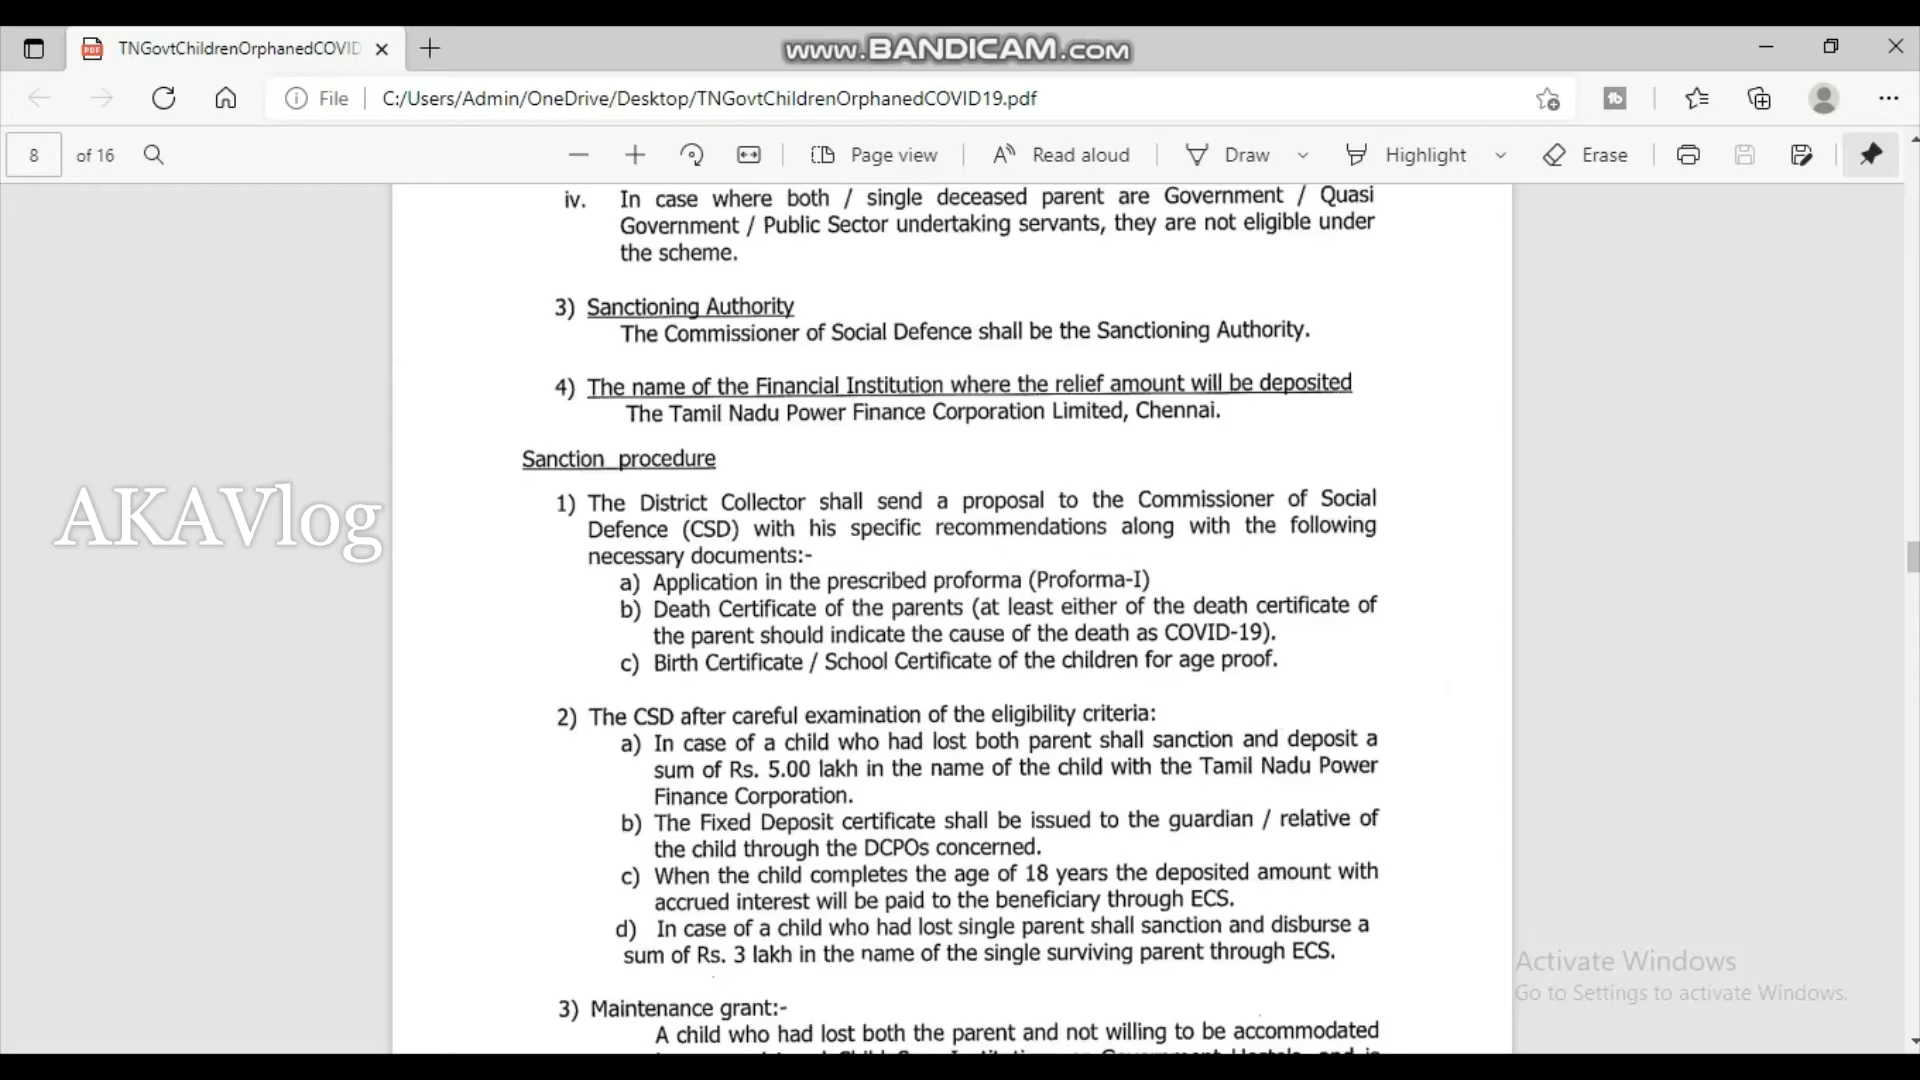 TNGovtChildrenOrphanedCOVID
www.BANDICAM.com
File
C:/Users/Admin/OneDrive/Desktop/TNGovtChildrenOrphanedCOVID19.pdf
8 of 16
Page view
Read aloud
Draw
Highlight
Erase
iv. In case where both / single deceased parent are Government / Quasi
Government / Public Sector undertaking servants, they are not eligible under
the scheme.
3) Sanctioning Authority
The Commissioner of Social Defence shall be the Sanctioning Authority.
4) The name of the Financial Institution where the relief amount will be deposited
The Tamil Nadu Power Finance Corporation Limited, Chennai.
Sanction procedure
AKAVlog
1) The District Collector shall send a proposal to the Commissioner of Social
Defence (CSD) with his specific recommendations along with the following
necessary documents:-
a) Application in the prescribed proforma (Proforma-I)
b) Death Certificate of the parents (at least either of the death certificate of
the parent should indicate the cause of the death as COVID-19).
c) Birth Certificate / School Certificate of the children for age proof.
2) The CSD after careful examination of the eligibility criteria:
a) In case of a child who had lost both parent shall sanction and deposit a
sum of Rs. 5.00 lakh in the name of the child with the Tamil Nadu Power
Finance Corporation.
b) The Fixed Deposit certificate shall be issued to the guardian / relative of
the child through the DCPOs concerned.
c) When the child completes the age of 18 years the deposited amount with
accrued interest will be paid to the beneficiary through ECS.
d) In case of a child who had lost single parent shall sanction and disburse a
sum of Rs. 3 lakh in the name of the single surviving parent through ECS.
Activate Windows
Go to Settings to activate Windows.
3) Maintenance grant:-
A child who had lost both the parent and not willing to be accommodated